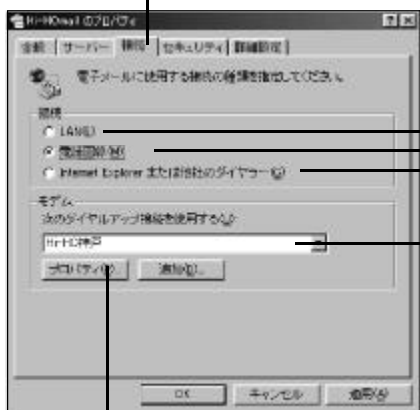 Hi-HOmail のプロパティ
全般 サーバー 接続 セキュリティ 詳細設定
電子メールに使用する接続の種類を指定してください。
接続
LAN(L)
電話回線(M)
Internet Explorer または他社のダイヤラー(G)
モデム
次のダイヤルアップ接続を使用する(U):
Hi-HO神戸
プロパティ(R)... 追加(D)...
OK キャンセル 適用(A)